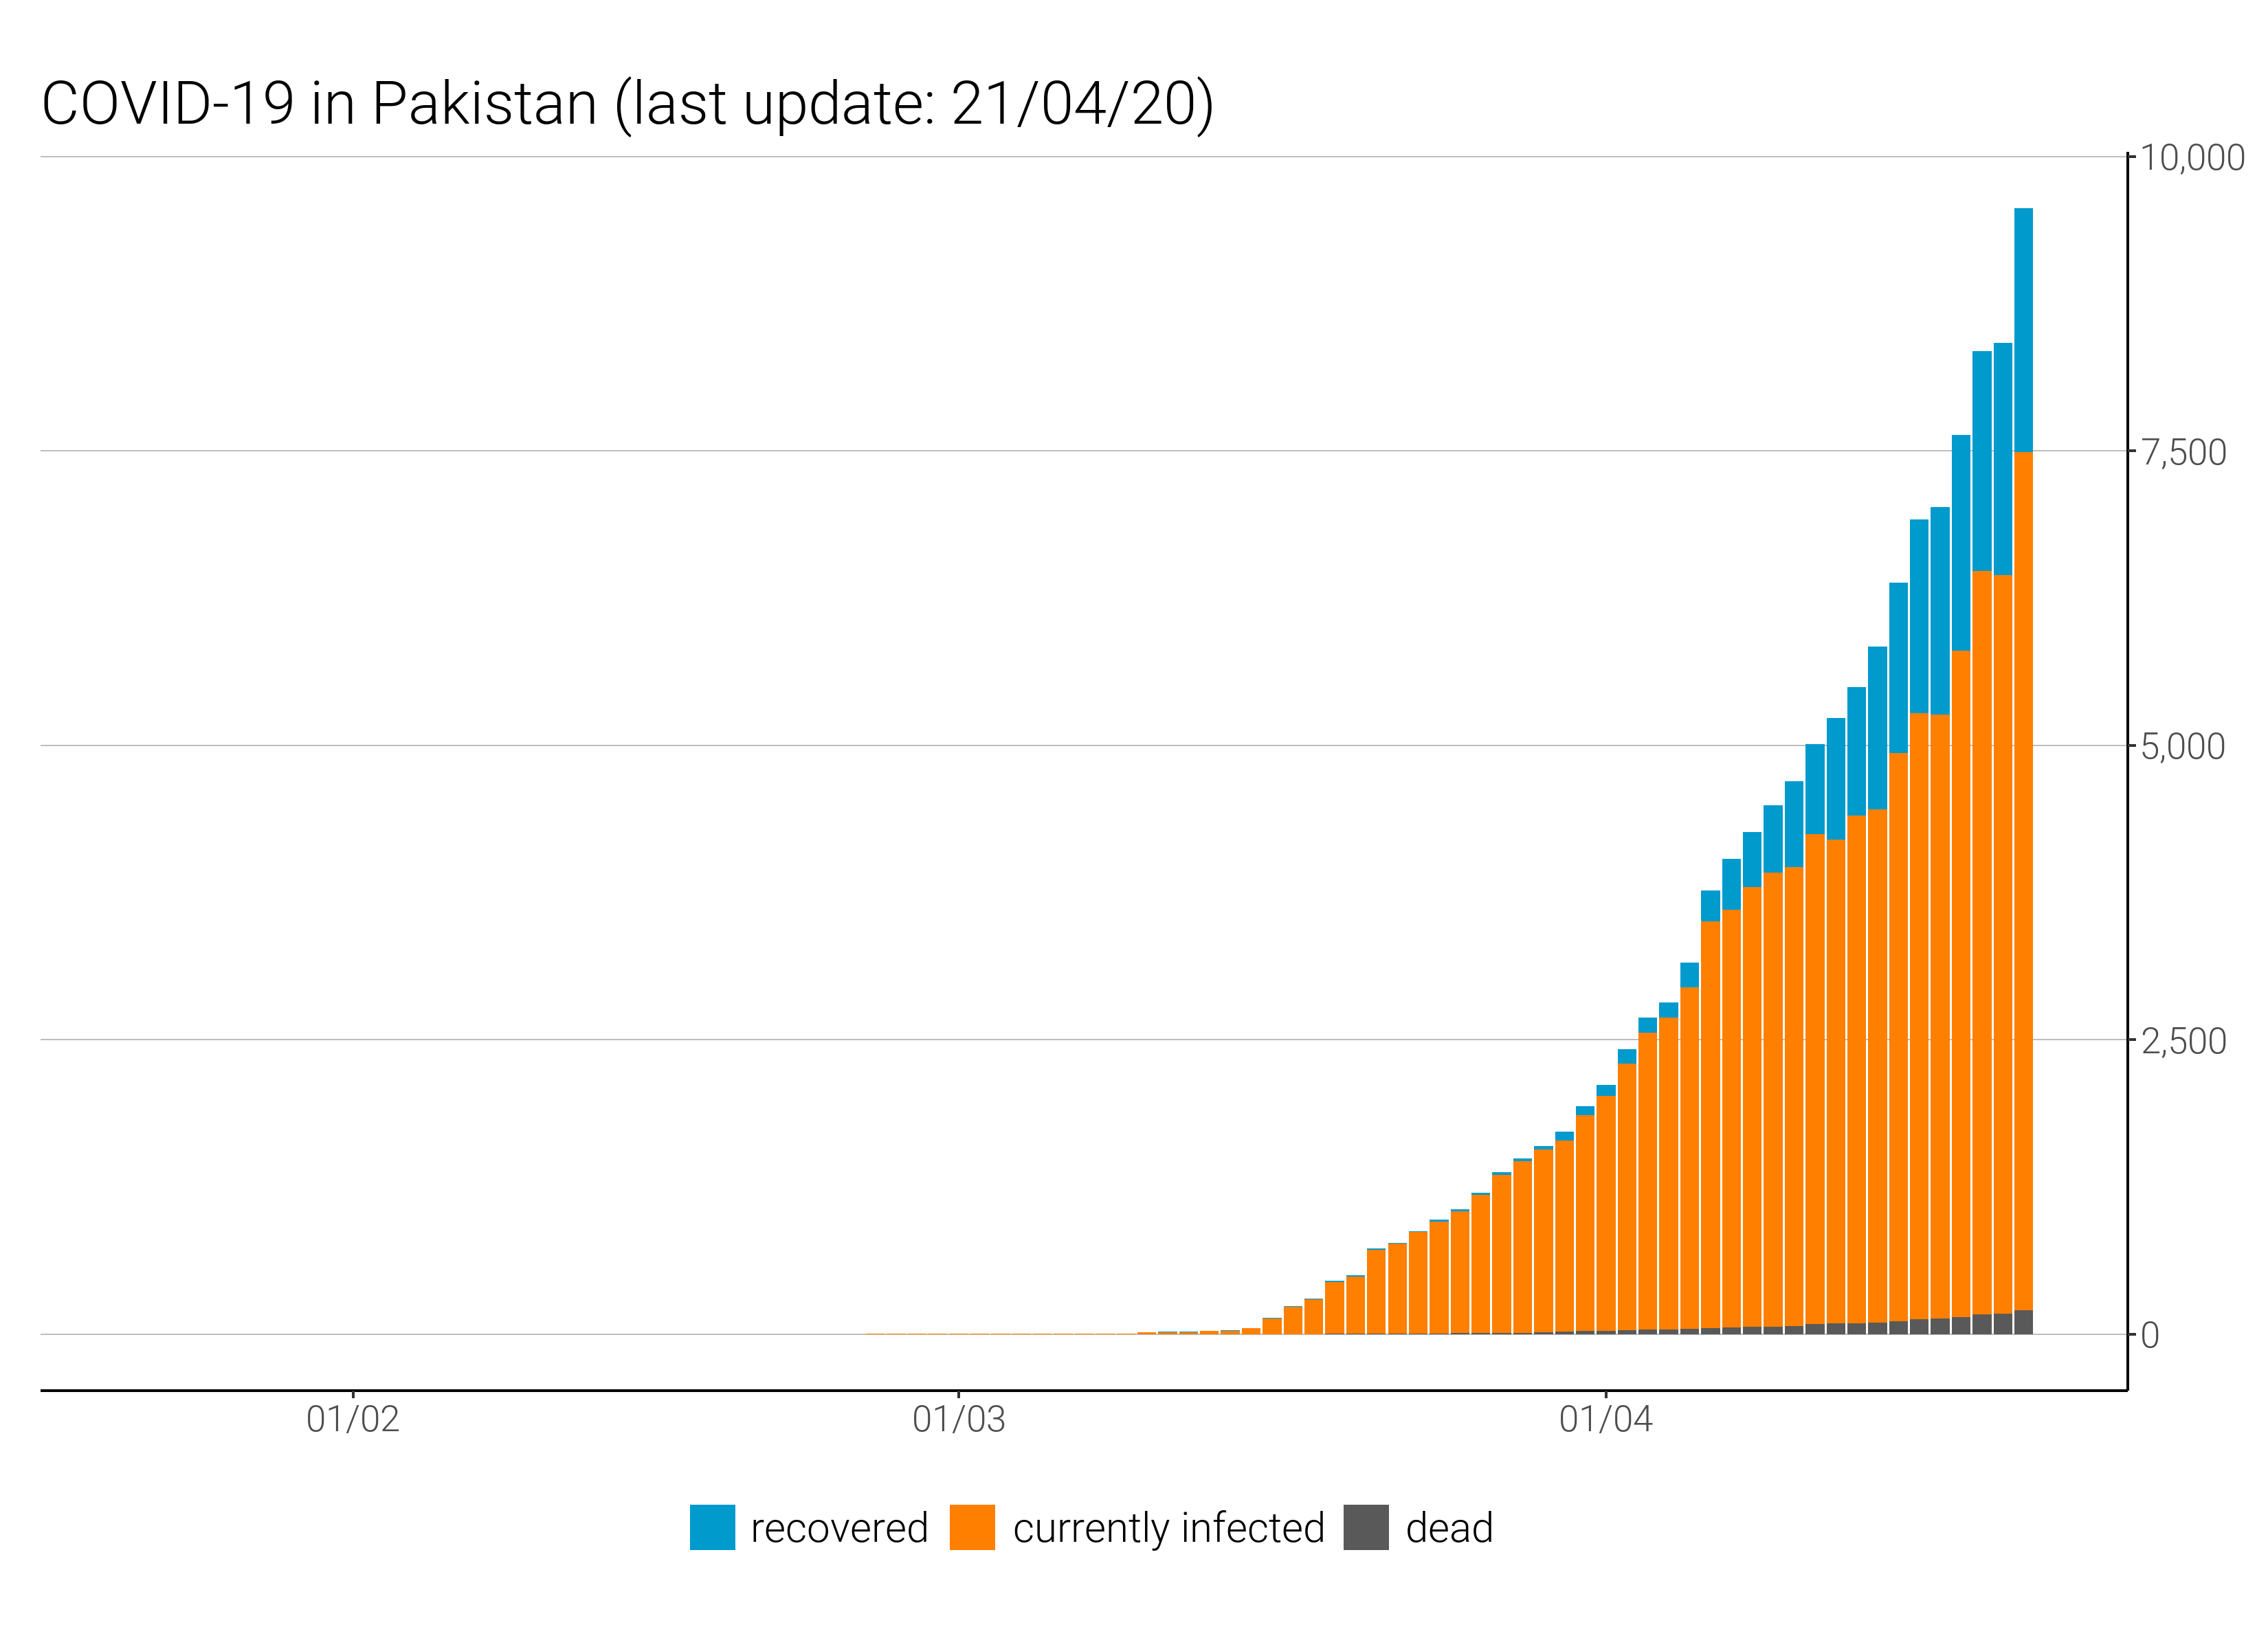 COVID-19 in Pakistan (last update: 21/04/20)
10,000
7,500
5,000
2,500
0
01/02 01/03 01/04
recovered currently infected dead